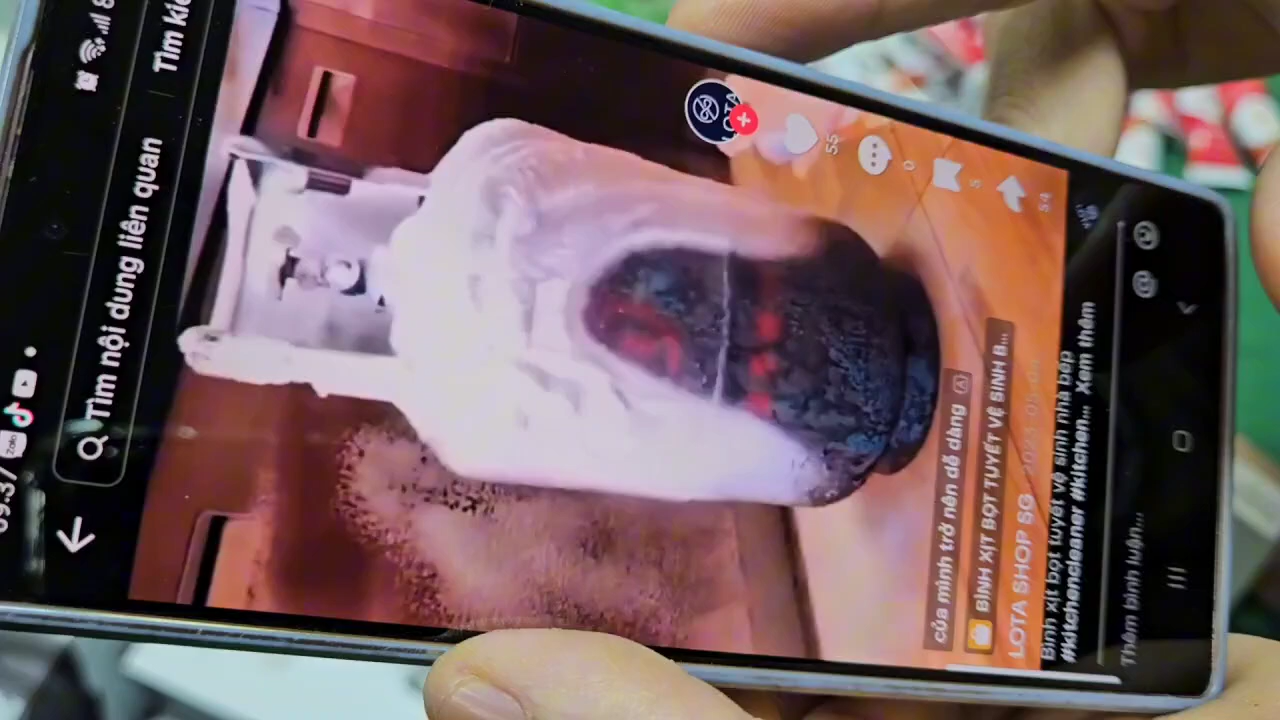 Zalo
Tìm nội dung liên quan
Tìm
LOTA
55
0
5
54
của mình trở nên dễ dàng
BÌNH XỊT BỌT TUYẾT VỆ SINH B...
LOTA SHOP SG
Bình xịt bọt tuyết vệ sinh nhà bếp
#kitchencleaner #kitchen... Xem thêm
Thêm bình luận...